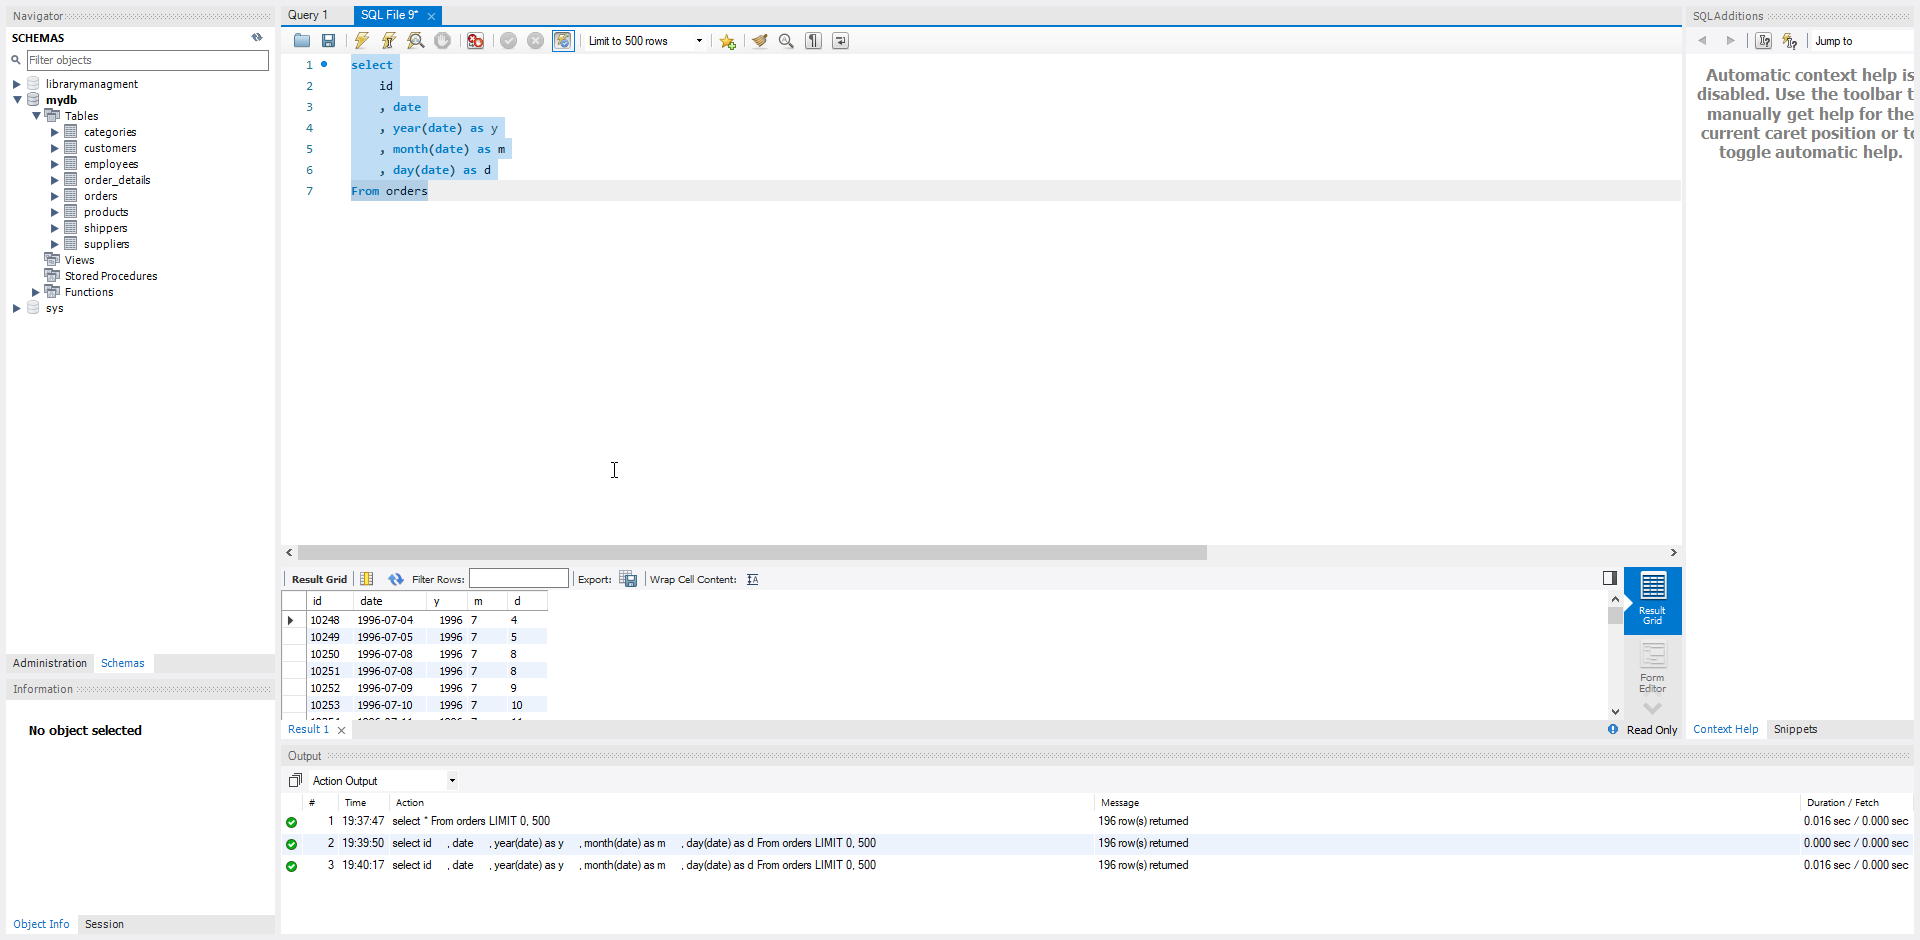 Navigator
SCHEMAS
Filter objects
librarymanagment
mydb
Tables
categories
customers
employees
order_details
orders
products
shippers
suppliers
Views
Stored Procedures
Functions
sys
Administration Schemas
Information
No object selected
Object Info Session
Query 1 SQL File 9*
Limit to 500 rows
1 select
2 id
3 , date
4 , year(date) as y
5 , month(date) as m
6 , day(date) as d
7 From orders
Result Grid Filter Rows: Export: Wrap Cell Content:
id date y m d
10248 1996-07-04 1996 7 4
10249 1996-07-05 1996 7 5
10250 1996-07-08 1996 7 8
10251 1996-07-08 1996 7 8
10252 1996-07-09 1996 7 9
10253 1996-07-10 1996 7 10
Result
Grid
Form
Editor
Result 1
Read Only
Output
Action Output
# Time Action Message Duration / Fetch
1 19:37:47 select * From orders LIMIT 0, 500 196 row(s) returned 0.016 sec / 0.000 sec
2 19:39:50 select id , date , year(date) as y , month(date) as m , day(date) as d From orders LIMIT 0, 500 196 row(s) returned 0.000 sec / 0.000 sec
3 19:40:17 select id , date , year(date) as y , month(date) as m , day(date) as d From orders LIMIT 0, 500 196 row(s) returned 0.016 sec / 0.000 sec
SQLAdditions
Jump to
Automatic context help is
disabled. Use the toolbar t
manually get help for the
current caret position or to
toggle automatic help.
Context Help Snippets